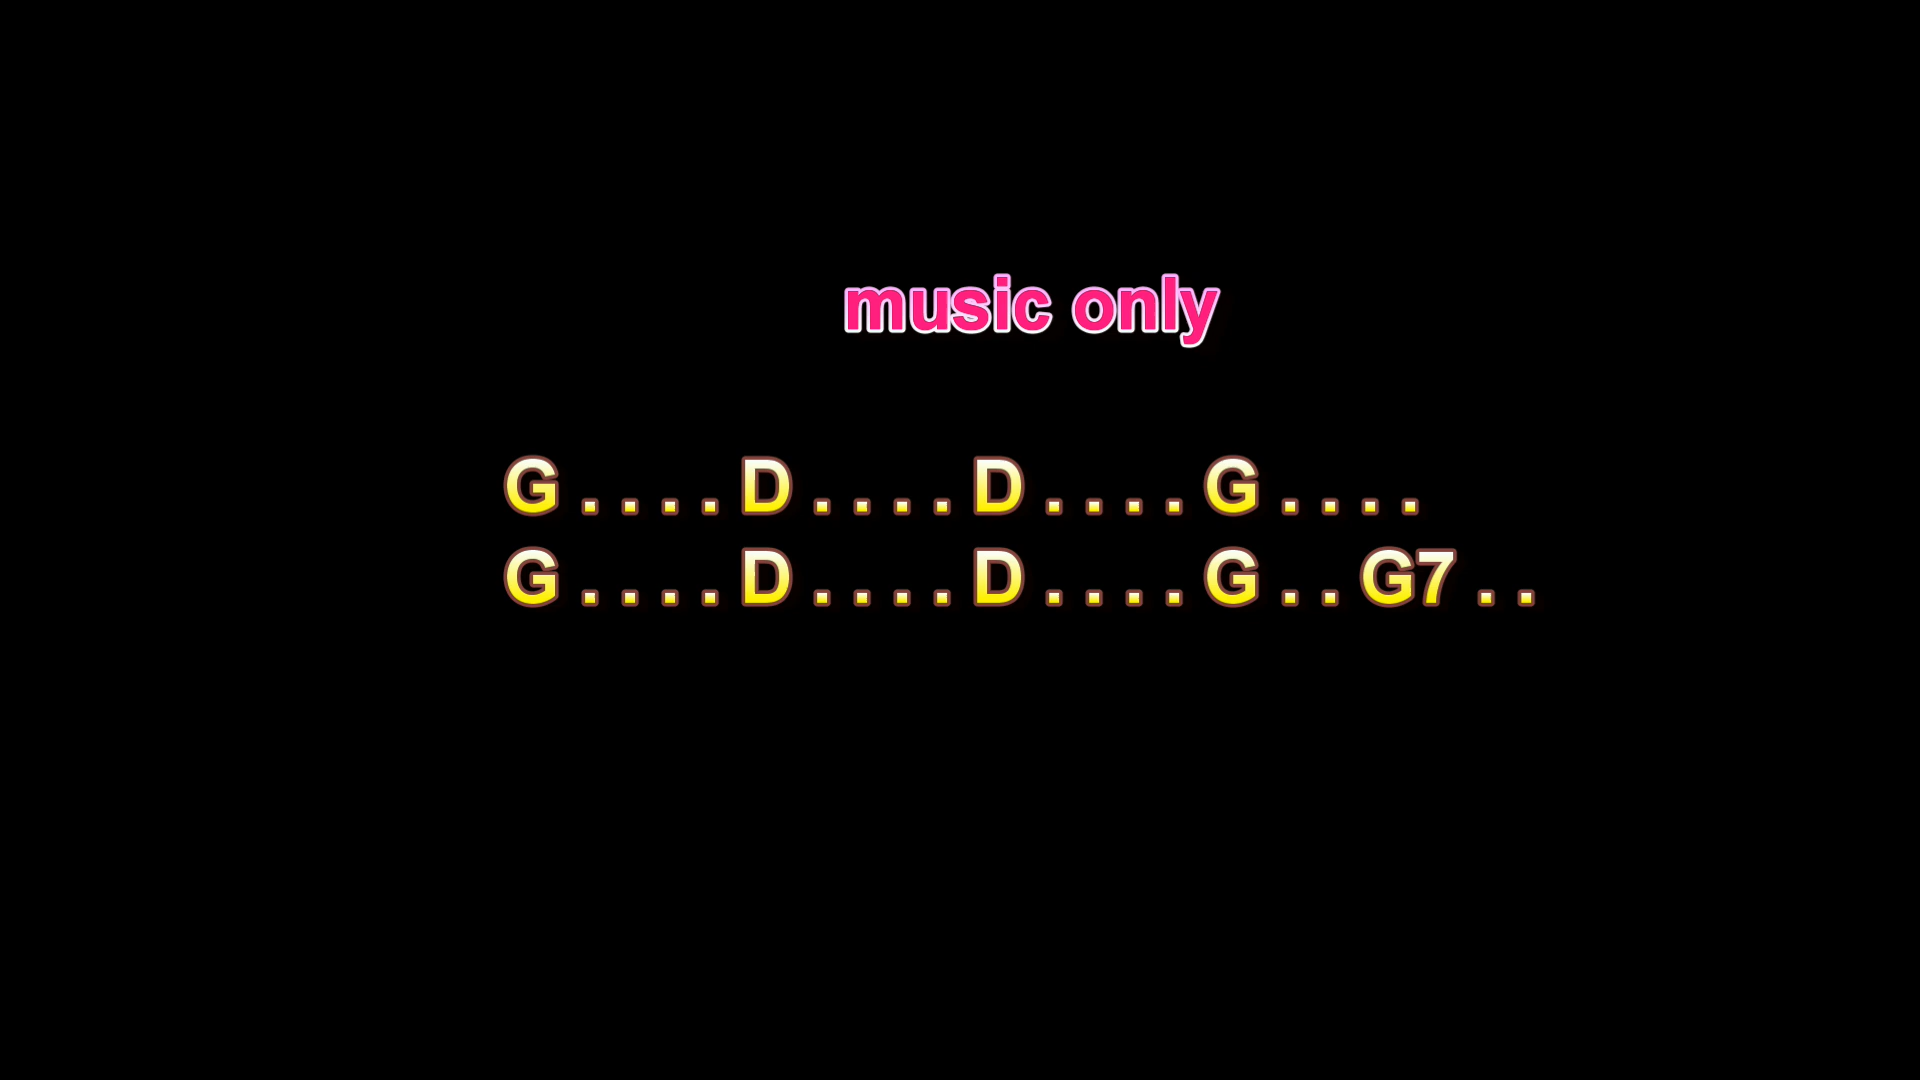 music only
G . . . . D . . . . D . . . . G . . . .
G . . . . D . . . . D . . . . G . . G7 . .